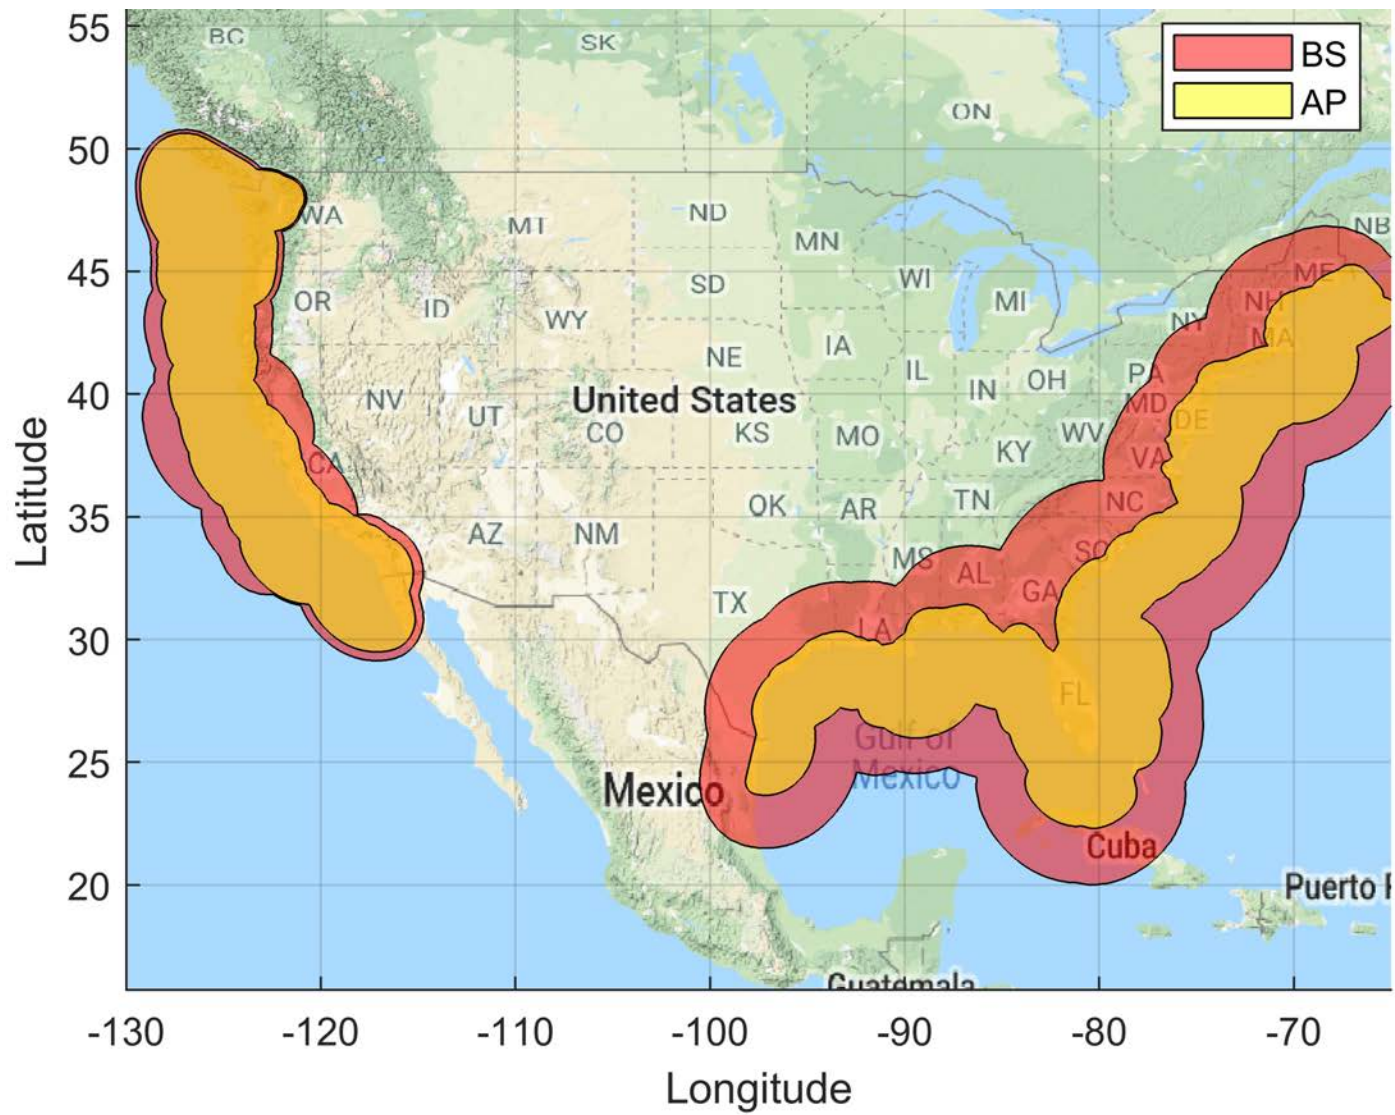 55
50
45
40
35
30
25
20
Latitude
-130
-120
-110
-100
-90
-80
-70
Longitude
BS
AP
BC
SK
ON
NB
WA
MT
ND
MN
ME
OR
ID
SD
WI
MI
NH
WY
NY
MA
IA
NE
IL
IN
OH
PA
NV
UT
United States
MD
DE
CO
KS
MO
KY
WV
VA
CA
OK
AR
TN
NC
AZ
NM
MS
AL
SC
GA
TX
LA
FL
Gulf of
Mexico
Mexico
Cuba
Puerto R
Guatemala